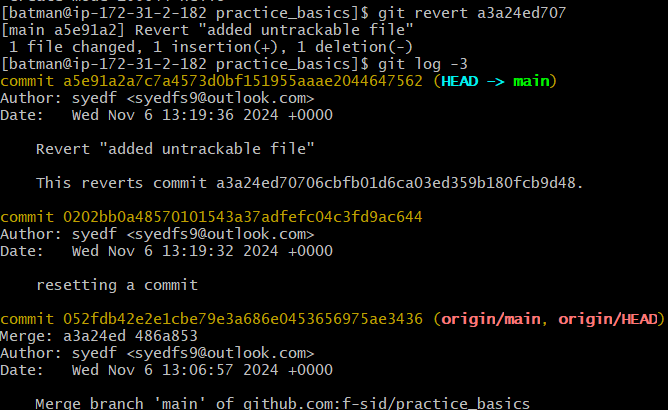 [batman@ip-172-31-2-182 practice_basics]$ git revert a3a24ed707
[main a5e91a2] Revert "added untrackable file"
1 file changed, 1 insertion(+), 1 deletion(-)
[batman@ip-172-31-2-182 practice_basics]$ git log -3
commit a5e91a2a7c7a4573d0bf151955aaae2044647562 (HEAD -> main)
Author: syedf <syedfs9@outlook.com>
Date:   Wed Nov 6 13:19:36 2024 +0000
Revert "added untrackable file"
This reverts commit a3a24ed70706cbfb01d6ca03ed359b180fcb9d48.
commit 0202bb0a48570101543a37adfefc04c3fd9ac644
Author: syedf <syedfs9@outlook.com>
Date:   Wed Nov 6 13:19:32 2024 +0000
resetting a commit
commit 052fdb42e2e1cbe79e3a686e0453656975ae3436 (origin/main, origin/HEAD)
Merge: a3a24ed 486a853
Author: syedf <syedfs9@outlook.com>
Date:   Wed Nov 6 13:06:57 2024 +0000
Merge branch 'main' of github.com:f-sid/practice_basics